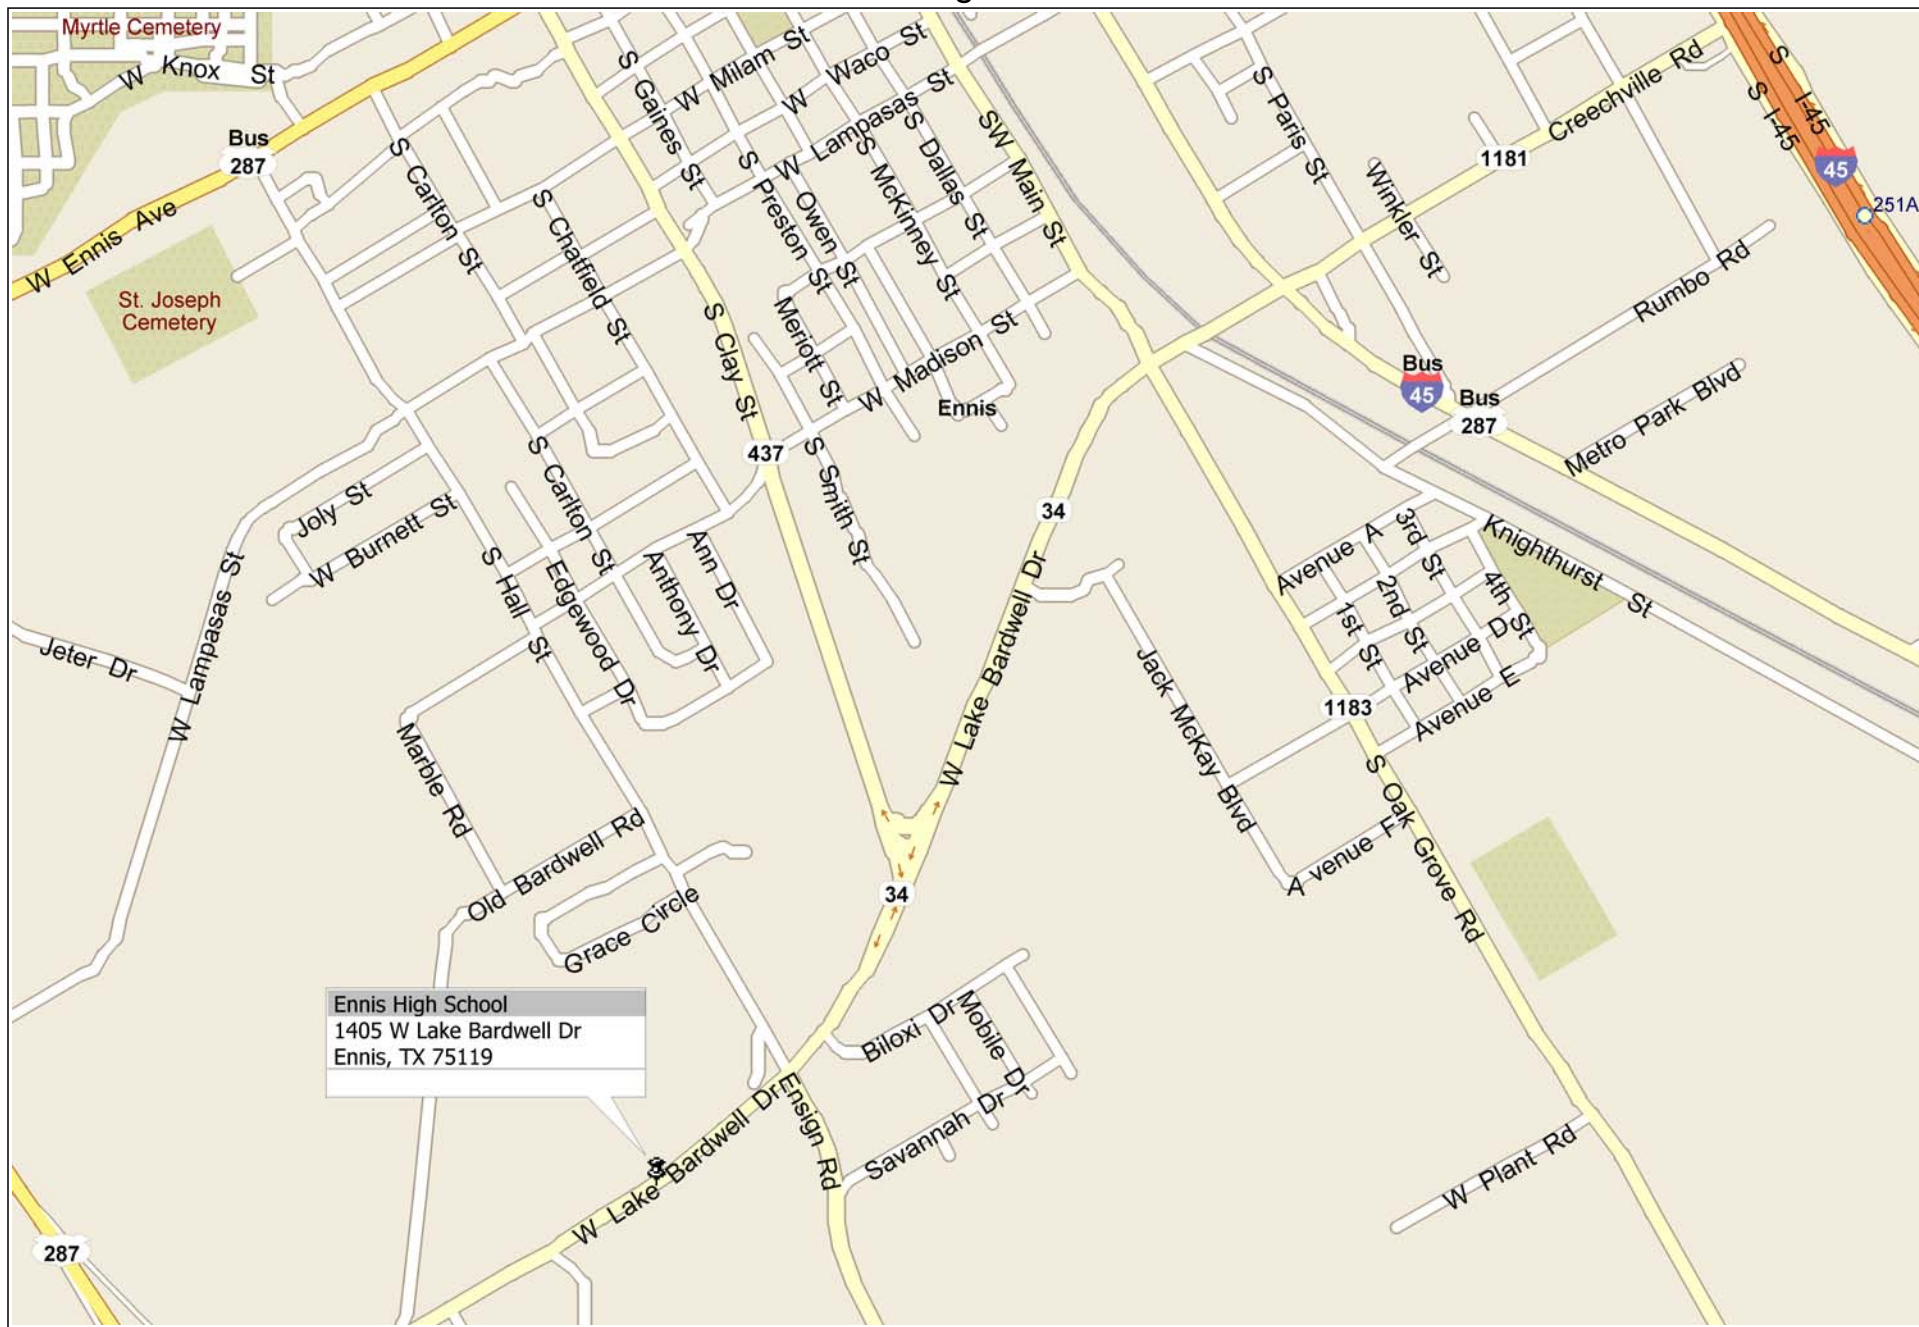 Myrtle Cemetery
W Knox St
Bus
287
W Ennis Ave
St. Joseph
Cemetery
S Carlton St
S Chatfield St
S Gaines St
W Milam St
W Waco St
W Lampasas St
S Preston St
Owen St
S McKinney St
S Dallas St
SW Main St
S Clay St
Meriott St
W Madison St
Ennis
437
S Smith St
S Paris St
Winkler St
1181
Creechville Rd
S I-45
S I-45
45
251A
Rumbo Rd
Bus
45
Bus
287
Metro Park Blvd
Joly St
W Burnett St
S Hall St
S Carlton St
Edgewood Dr
Anthony Dr
Ann Dr
34
W Lake Bardwell Dr
Jeter Dr
W Lampasas St
Marble Rd
Old Bardwell Rd
Grace Circle
34
Jack McKay Blvd
Avenue A
1st St
2nd St
3rd St
4th St
Knighthurst St
Avenue D
Avenue E
1183
Avenue F
S Oak Grove Rd
Ennis High School
1405 W Lake Bardwell Dr
Ennis, TX 75119
Biloxi Dr
Mobile Dr
Savannah Dr
Ensign Rd
W Lake Bardwell Dr
W Plant Rd
287